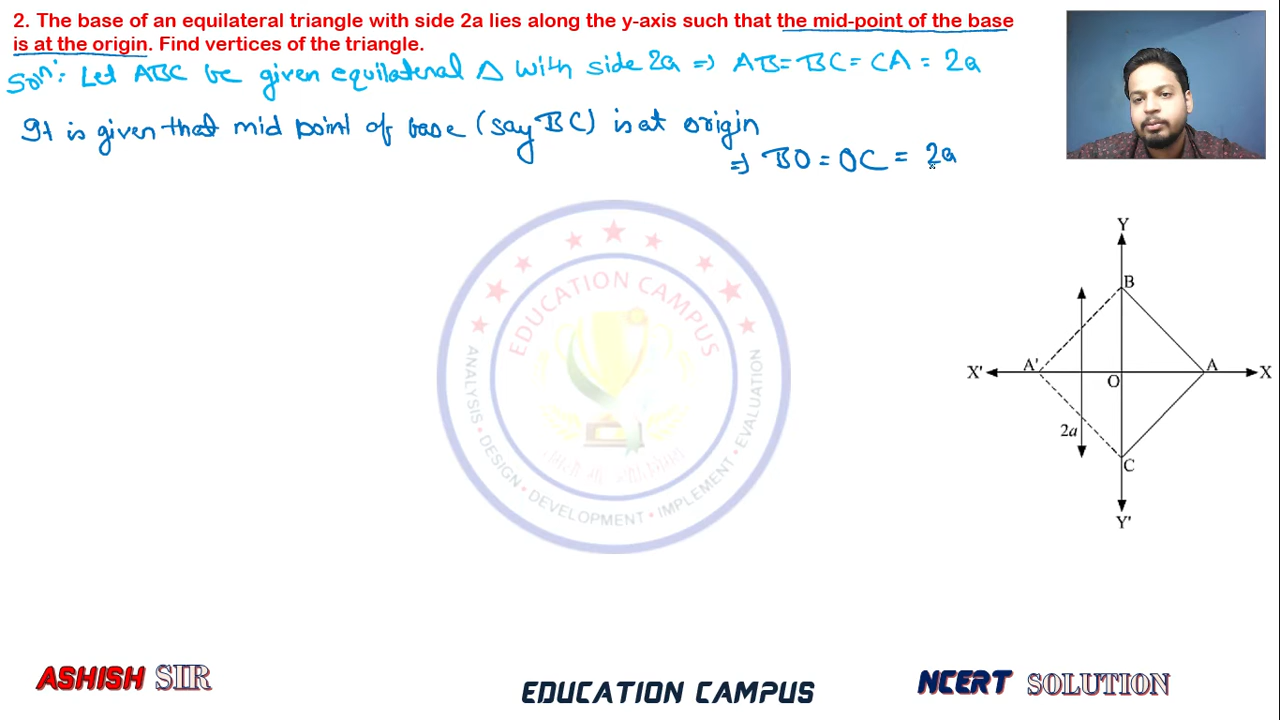 2. The base of an equilateral triangle with side 2a lies along the y-axis such that the mid-point of the base
is at the origin. Find vertices of the triangle.
Soln: Let ABC be given equilateral Δ with side 2a ⇒ AB = BC = CA = 2a
It is given that mid point of base (say BC) is at origin
⇒ BO = OC = 2a
Y
B
X' A' O A X
2a
C
Y'
EDUCATION CAMPUS
ANALYSIS • DESIGN • DEVELOPMENT • IMPLEMENT • EVALUATION
ASHISH SIR
EDUCATION CAMPUS
NCERT SOLUTION